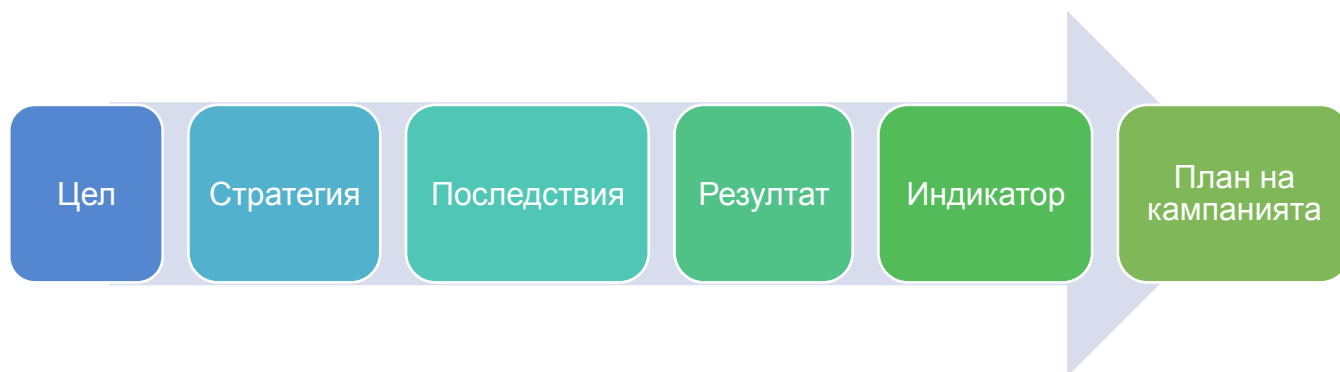 Цел
Стратегия
Последствия
Резултат
Индикатор
План на
кампанията